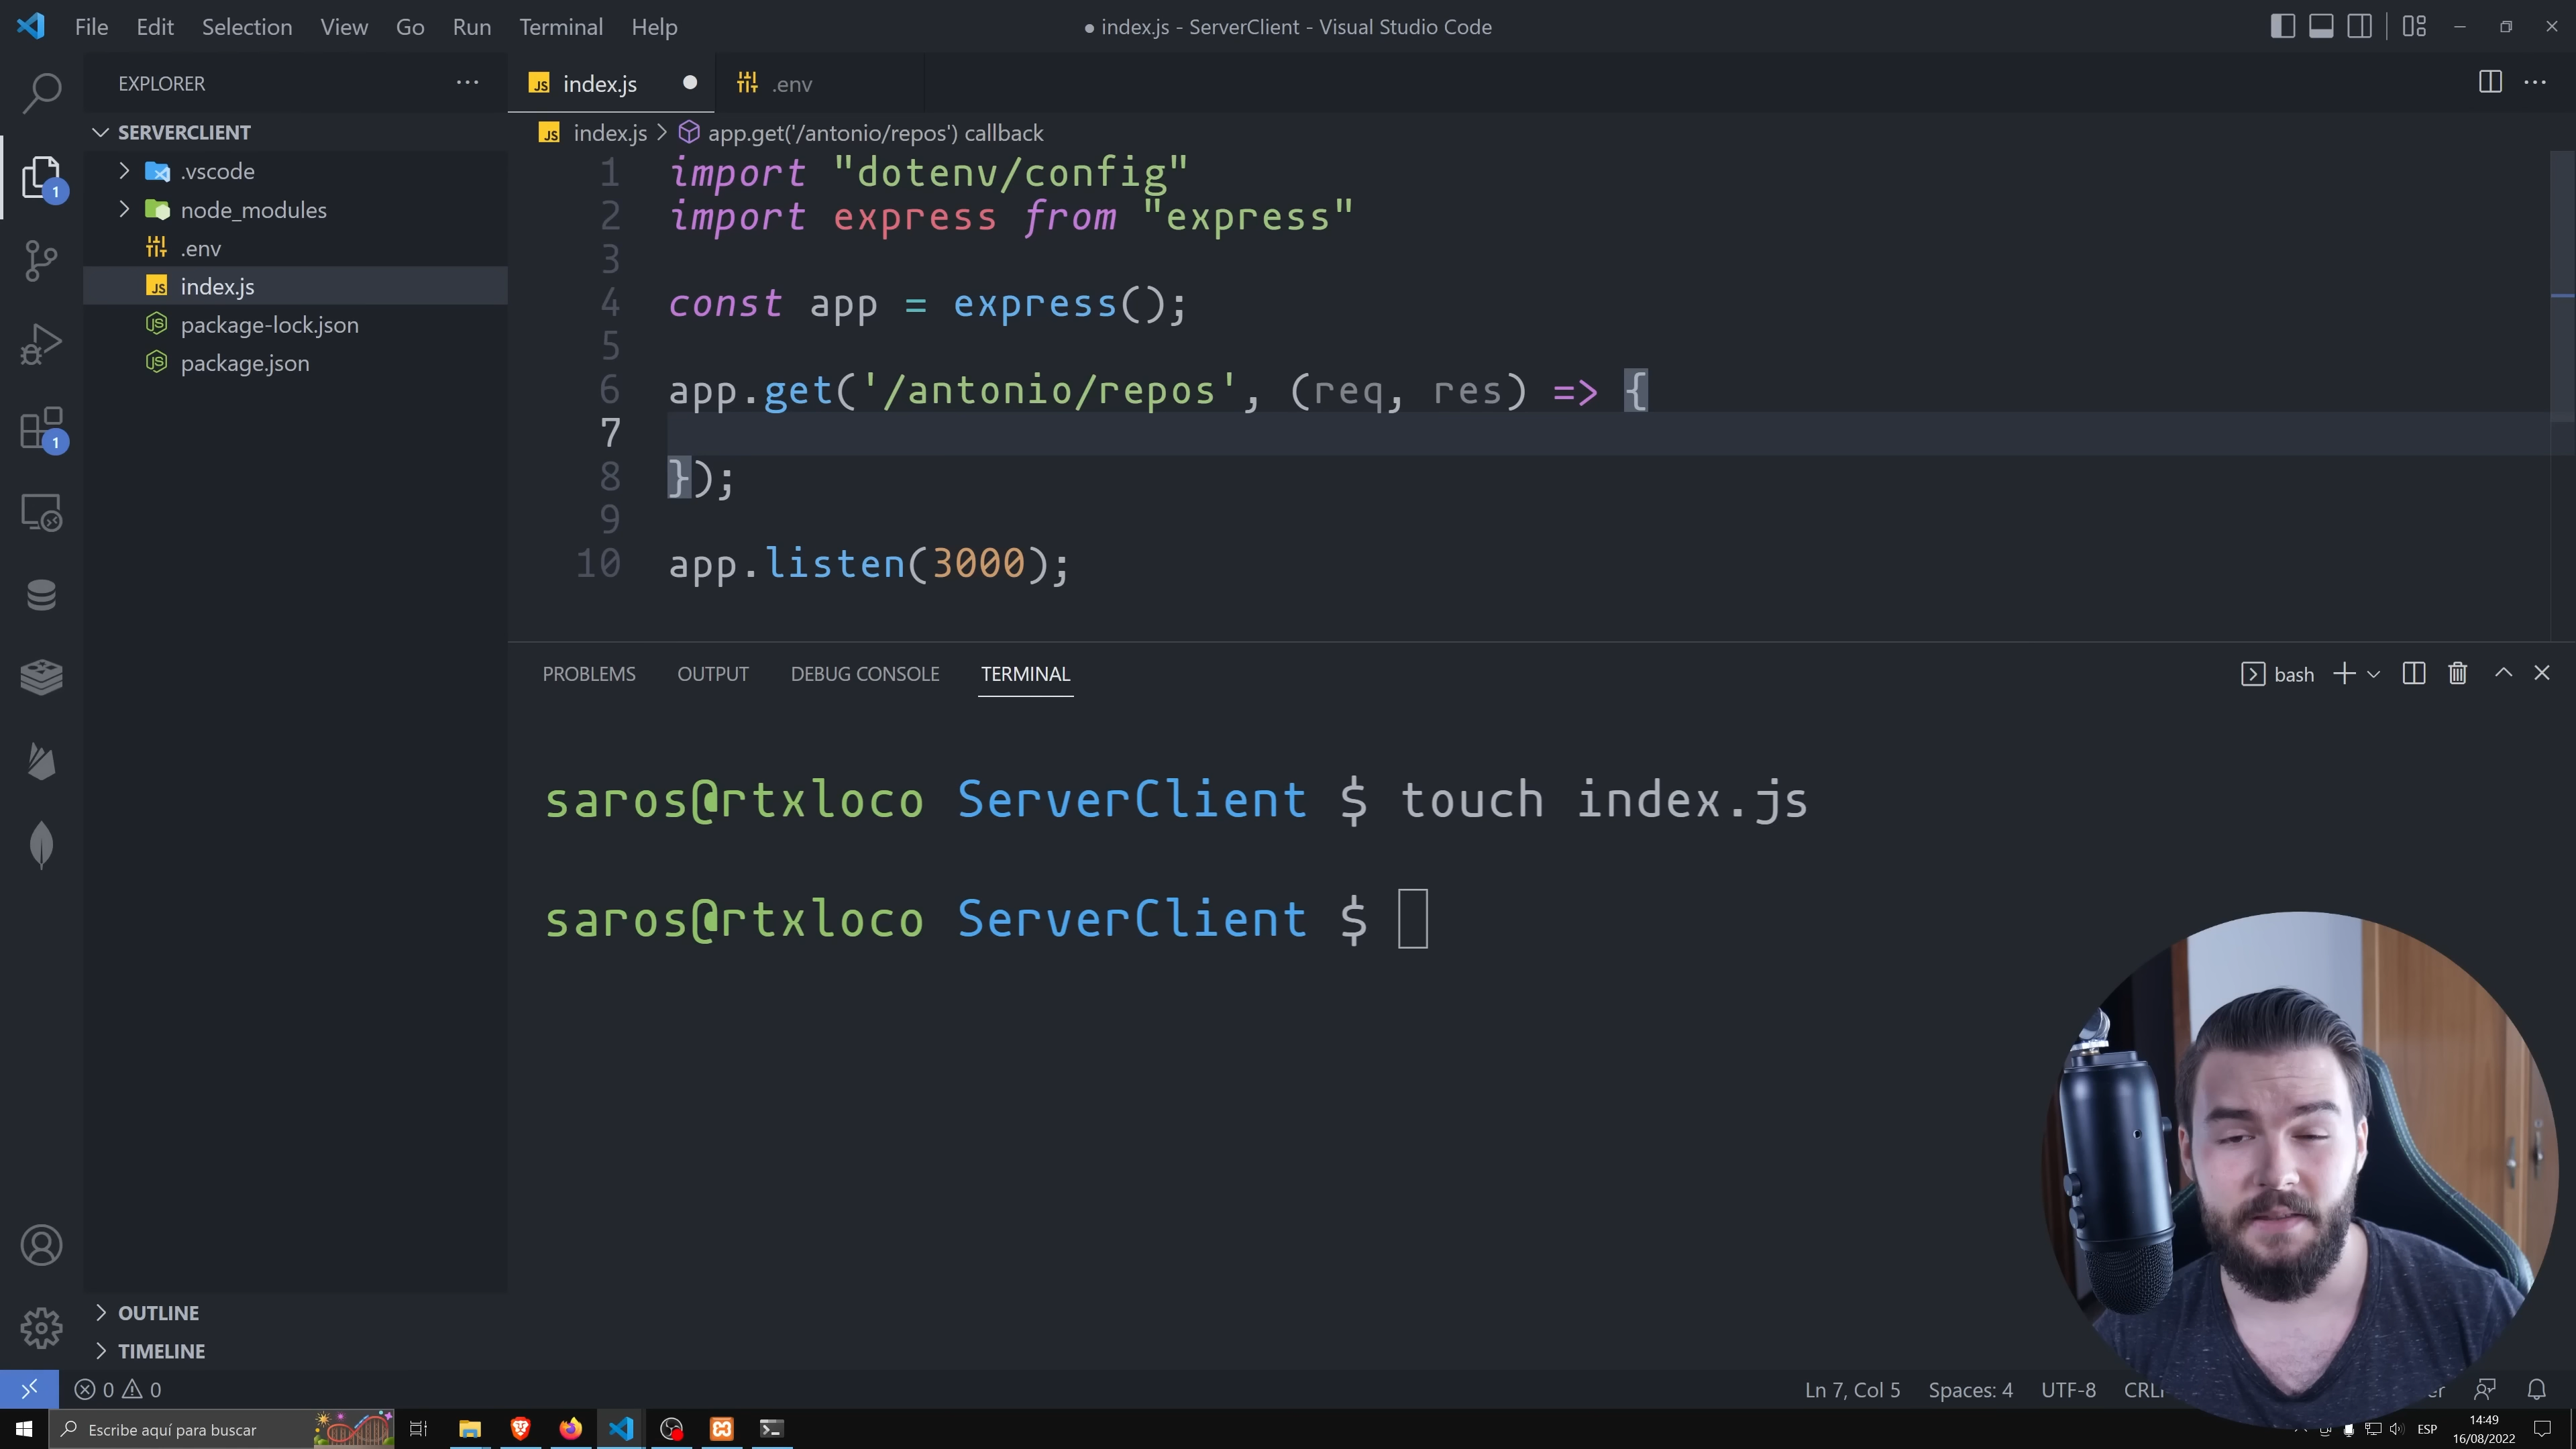 File Edit Selection View Go Run Terminal Help
● index.js - ServerClient - Visual Studio Code
EXPLORER
SERVERCLIENT
.vscode
node_modules
.env
index.js
package-lock.json
package.json
OUTLINE
TIMELINE
1
1
JS index.js
.env
JS index.js > app.get('/antonio/repos') callback
1 import "dotenv/config"
2 import express from "express"
3
4 const app = express();
5
6 app.get('/antonio/repos', (req, res) => {
7
8 });
9
10 app.listen(3000);
PROBLEMS OUTPUT DEBUG CONSOLE TERMINAL
bash
saros@rtxloco ServerClient $ touch index.js
saros@rtxloco ServerClient $
0 0
Ln 7, Col 5 Spaces: 4 UTF-8
Escribe aquí para buscar
ESP
14:49
16/08/2022